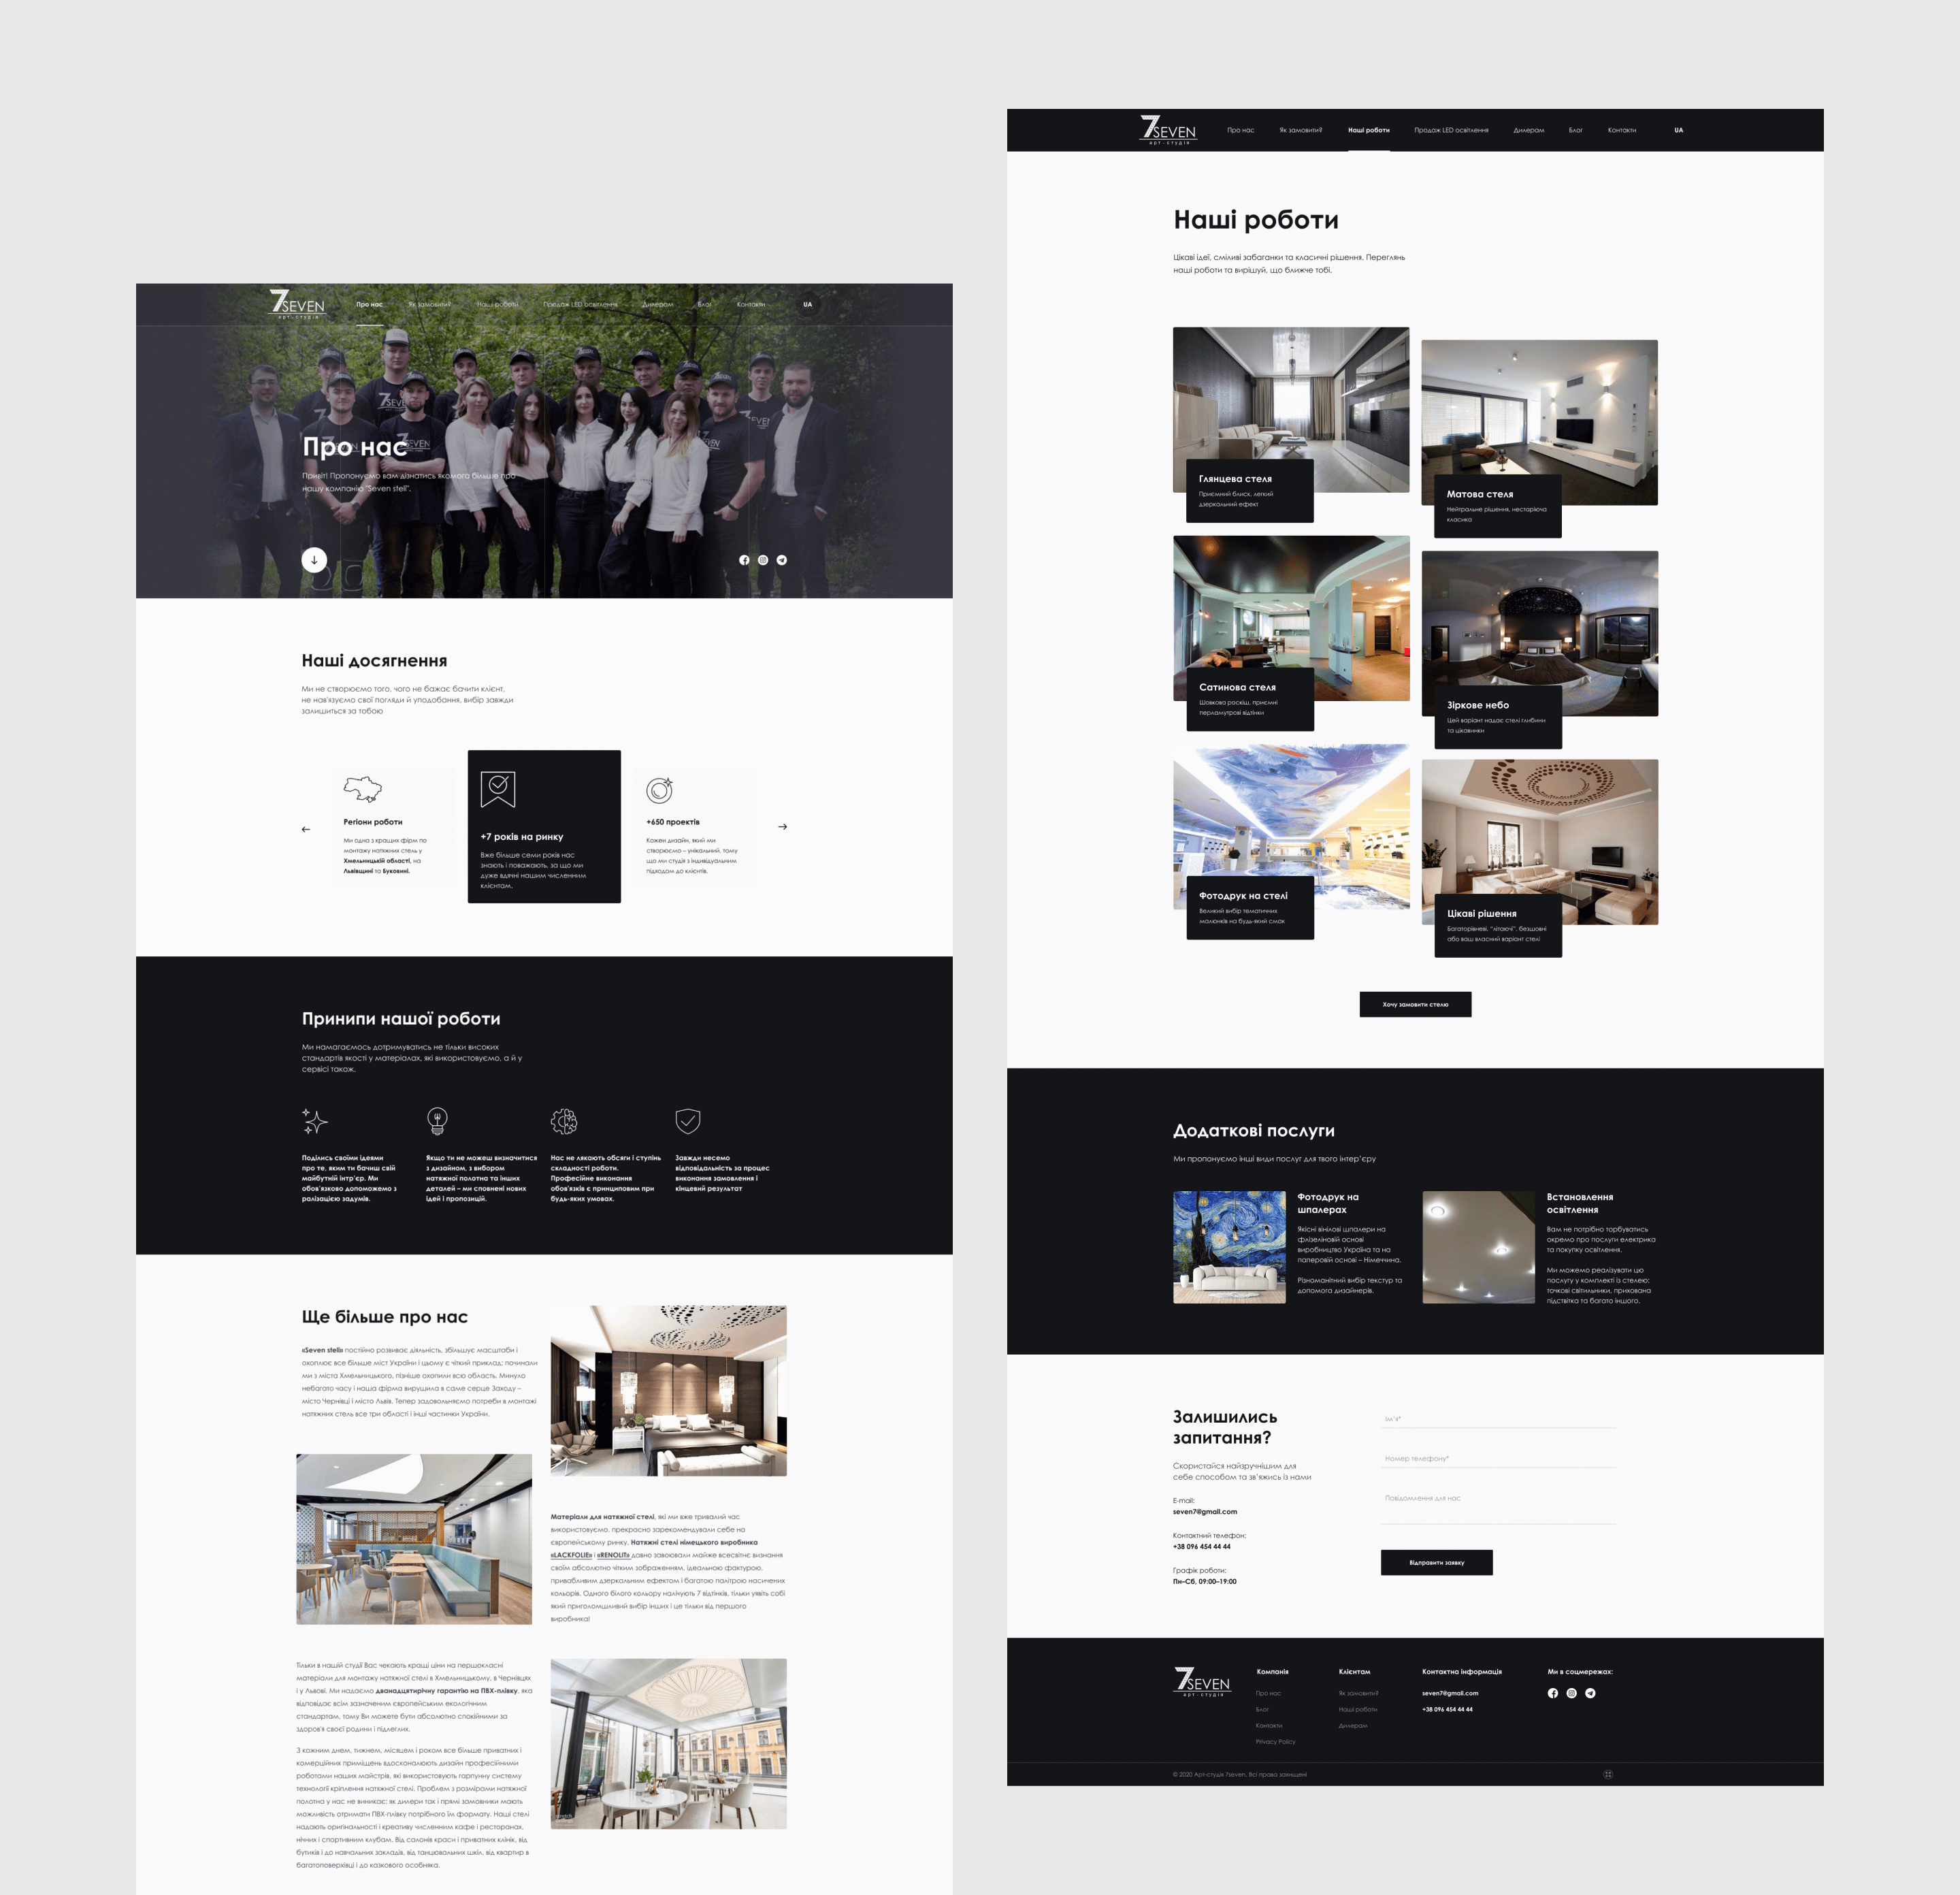 7SEVEN
арт-студія
Про нас
Як замовити?
Наші роботи
Продаж LED освітлення
Дилерам
Блог
Контакти
UA
Про нас
Привіт! Пропонуємо вам дізнатись якомога більше про
нашу компанію "Seven steli".
Наші досягнення
Ми не створюємо того, чого не бажає бачити клієнт,
не нав'язуємо свої погляди й уподобання, вибір завжди
залишиться за тобою
Регіони роботи
Ми одна з кращих фірм по
монтажу натяжних стель у
Хмельницькій області, на
Львівщині та Буковині.
+7 років на ринку
Вже більше семи років нас
знають і поважають, за що ми
дуже вдячні нашим численним
клієнтам.
+650 проектів
Кожен дизайн, який ми
створюємо – унікальний, тому
що ми студія з індивідуальним
підходом до клієнтів.
Принипи нашої роботи
Ми намагаємось дотримуватись не тільки високих
стандартів якості у матеріалах, які використовуємо, а й у
сервісі також.
Поділись своїми ідеями
про те, яким ти бачиш свій
майбутній інтр'єр. Ми
обов'язково допоможемо з
ралізацією задумів.
Якщо ти не можеш визначитися
з дизайном, з вибором
натяжної полотна та інших
деталей – ми сповнені нових
ідей і пропозицій.
Нас не лякають обсяги і ступінь
складності роботи.
Професійне виконання
обов'язків є принциповим при
будь-яких умовах.
Завжди несемо
відповідальність за процес
виконання замовлення і
кінцевий результат
Ще більше про нас
«Seven steli» постійно розвиває діяльність, збільшує масштаби і
охоплює все більше міст України і цьому є чіткий приклад: починали
ми з міста Хмельницького, пізніше охопили всю область. Минуло
небагато часу і наша фірма вирушила в саме серце Заходу –
місто Чернівці і місто Львів. Тепер задовольняємо потреби в монтажі
натяжних стель все три області і інші частинки України.
Матеріали для натяжної стелі, які ми вже тривалий час
використовуємо, прекрасно зарекомендували себе на
європейському ринку. Натяжні стелі німецького виробника
«LACKFOLIE» і «RENOLIT» давно завоювали майже всесвітнє визнання
своїм абсолютно чітким зображенням, ідеальною фактурою,
привабливим дзеркальним ефектом і багатою палітрою насичених
кольорів. Одного білого кольору налічують 7 відтінків, тільки уявіть собі
який приголомшливий вибір інших і це тільки від першого
виробника!
Тільки в нашій студії Вас чекають кращі ціни на першокласні
матеріали для монтажу натяжної стелі в Хмельницькому, в Чернівцях
і у Львові. Ми надаємо дванадцятирічну гарантію на ПВХ-плівку, яка
відповідає всім зазначеним європейським екологічним
стандартам, тому Ви можете бути абсолютно спокійними за
здоров'я своєї родини і підлеглих.
З кожним днем, тижнем, місяцем і роком все більше приватних і
комерційних приміщень вдосконалюють дизайн професійними
роботами наших майстрів, які використовують гарпунну систему
технології кріплення натяжної стелі. Проблем з розмірами натяжної
полотна у нас не виникає: як дилери так і прямі замовники мають
можливість отримати ПВХ-плівку потрібного їм формату. Наші стелі
надають оригінальності і креативу численним кафе і ресторанах,
нічних і спортивним клубам. Від салонів краси і приватних клінік, від
бутиків і до навчальних закладів, від танцювальних шкіл, від квартир в
багатоповерхівці і до казкового особняка.
7SEVEN
арт-студія
Про нас
Як замовити?
Наші роботи
Продаж LED освітлення
Дилерам
Блог
Контакти
UA
Наші роботи
Цікаві ідеї, сміливі забаганки та класичні рішення. Переглянь
наші роботи та вирішуй, що ближче тобі.
Глянцева стеля
Приємний блиск, легкий
дзеркальний ефект
Матова стеля
Нейтральне рішення, нестаріюча
класика
Сатинова стеля
Шовкова розкіш, приємні
перламутрові відтінки
Зіркове небо
Цей варіант надає стелі глибини
та цікавинки
Фотодрук на стелі
Великий вибір тематичних
малюнків на будь-який смак
Цікаві рішення
Багаторівневі, "літаючі", безшовні
або ваш власний варіант стелі
Хочу замовити стелю
Додаткові послуги
Ми пропонуємо інші види послуг для твого інтер'єру
Фотодрук на
шпалерах
Якісні вінілові шпалери на
флізеліновій основі
виробництво Україна та на
паперовій основі – Німеччина.
Різноманітний вибір текстур та
допомога дизайнерів.
Встановлення
освітлення
Вам не потрібно торбуватись
окремо про послуги електрика
та покупку освітлення.
Ми можемо реалізувати цю
послугу у комплекті із стелею:
точкові світильники, прихована
підствітка та багато іншого.
Залишились
запитання?
Скористайся найзручнішим для
себе способом та зв'яжись із нами
E-mail:
seven7@gmail.com
Контактний телефон:
+38 096 454 44 44
Графік роботи:
Пн–Сб, 09:00–19:00
Ім'я*
Номер телефону*
Повідомлення для нас
Відправити заявку
7SEVEN
арт-студія
Компанія
Про нас
Блог
Контакти
Privacy Policy
Клієнтам
Як замовити?
Наші роботи
Дилерам
Контактна інформація
seven7@gmail.com
+38 096 454 44 44
Ми в соцмережах:
© 2020 Арт-студія 7seven. Всі права захищені